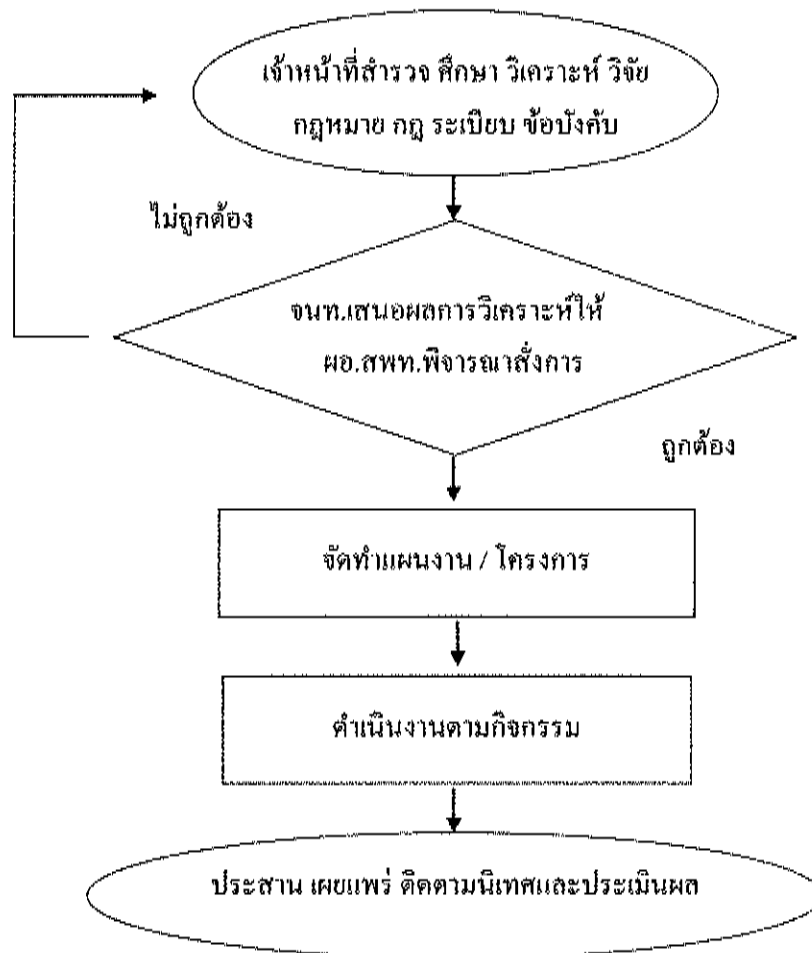 เจ้าหน้าที่สำรวจ ศึกษา วิเคราะห์ วิจัย
กฎหมาย กฎ ระเบียบ ข้อบังคับ
ไม่ถูกต้อง
จนท.เสนอผลการวิเคราะห์ให้
ผอ.สพท.พิจารณาสั่งการ
ถูกต้อง
จัดทำแผนงาน / โครงการ
ดำเนินงานตามกิจกรรม
ประสาน เผยแพร่ ติดตามนิเทศและประเมินผล